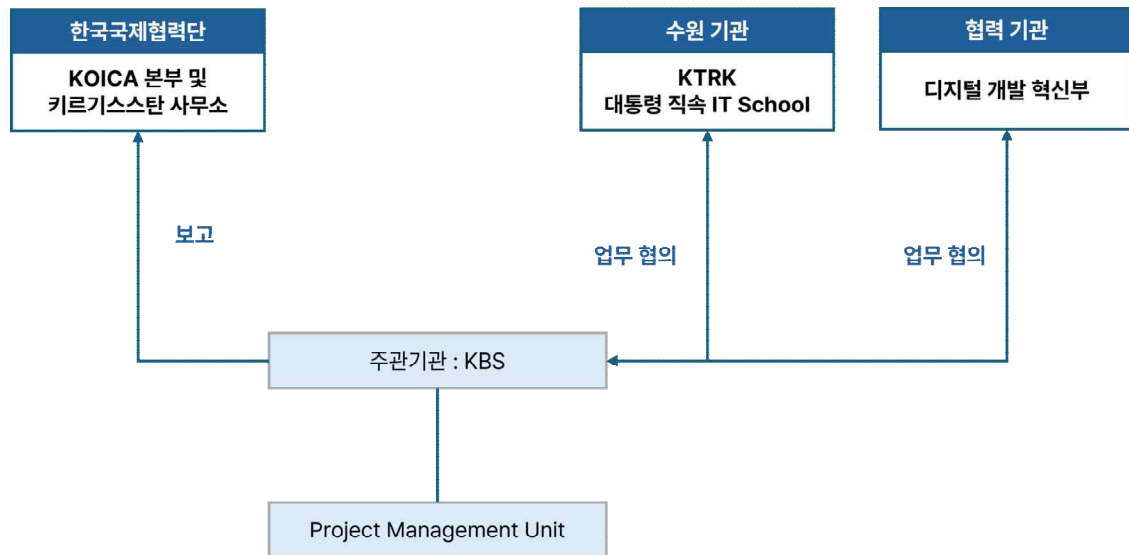 한국국제협력단
KOICA 본부 및
키르기스스탄 사무소
수원 기관
KTRK
대통령 직속 IT School
협력 기관
디지털 개발 혁신부
보고
업무 협의
업무 협의
주관기관 : KBS
Project Management Unit